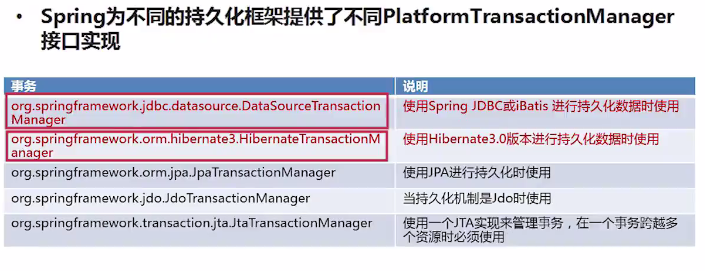 • Spring为不同的持久化框架提供了不同PlatformTransactionManager
接口实现
事务 说明
org.springframework.jdbc.datasource.DataSourceTransaction
Manager
使用Spring JDBC或iBatis 进行持久化数据时使用
org.springframework.orm.hibernate3.HibernateTransactionM
anager
使用Hibernate3.0版本进行持久化数据时使用
org.springframework.orm.jpa.JpaTransactionManager 使用JPA进行持久化时使用
org.springframework.jdo.JdoTransactionManager 当持久化机制是Jdo时使用
org.springframework.transaction.jta.JtaTransactionManager
使用一个JTA实现来管理事务，在一个事务跨越多
个资源时必须使用